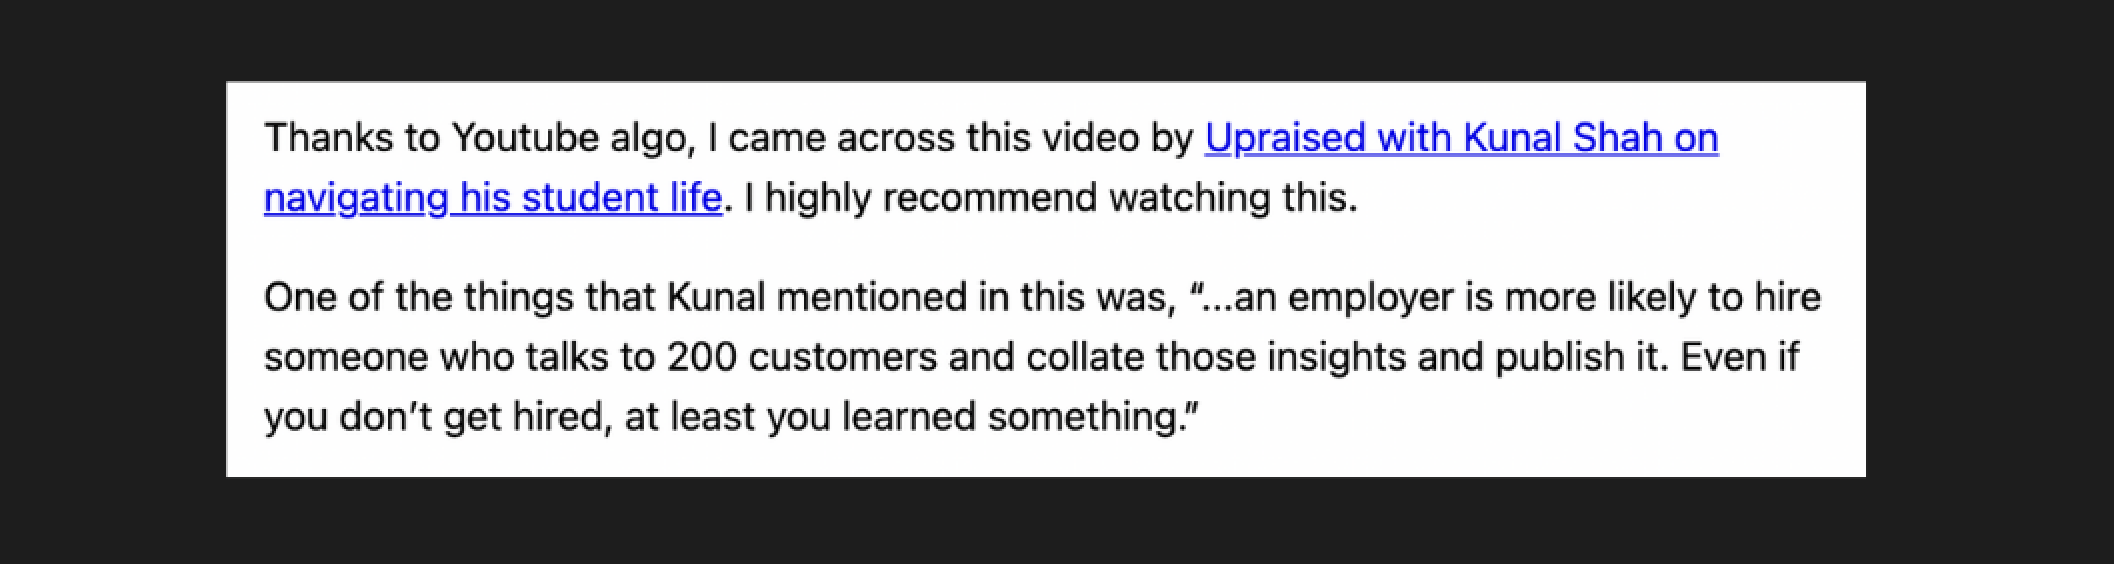 Thanks to Youtube algo, I came across this video by Upraised with Kunal Shah on
navigating his student life. I highly recommend watching this.
One of the things that Kunal mentioned in this was, “...an employer is more likely to hire
someone who talks to 200 customers and collate those insights and publish it. Even if
you don’t get hired, at least you learned something.”